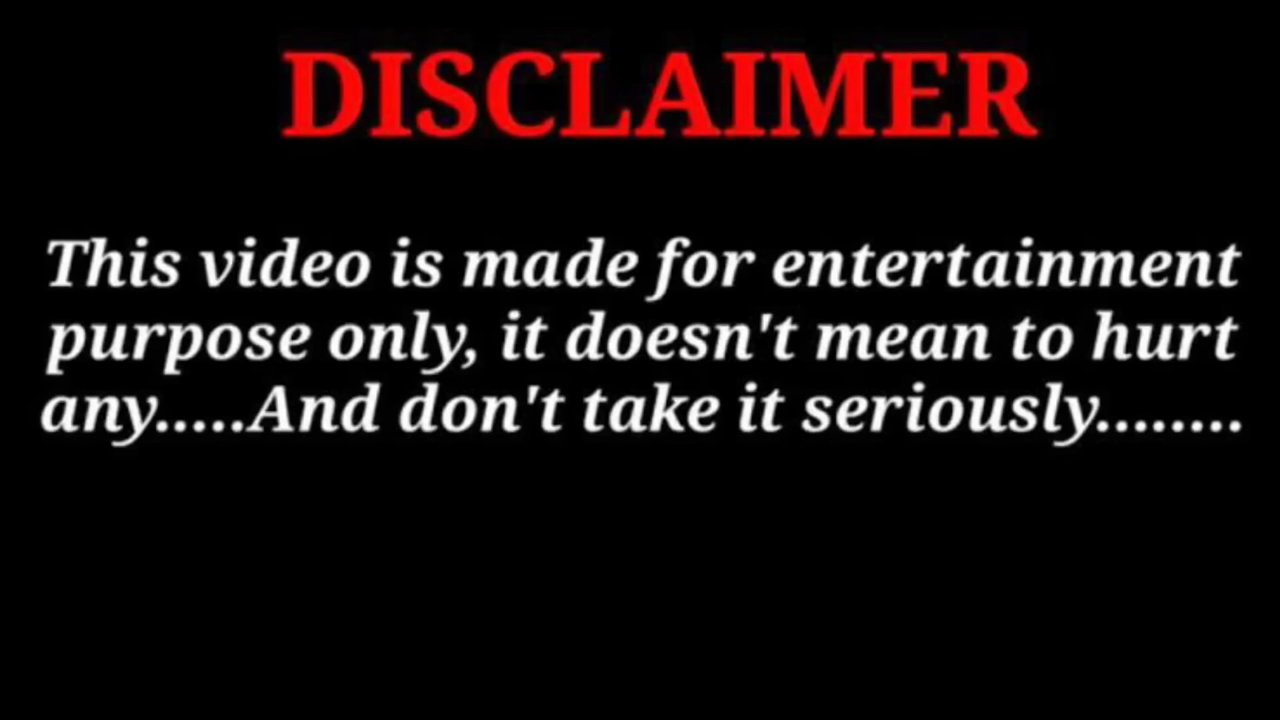 DISCLAIMER
This video is made for entertainment
purpose only, it doesn't mean to hurt
any.....And don't take it seriously........